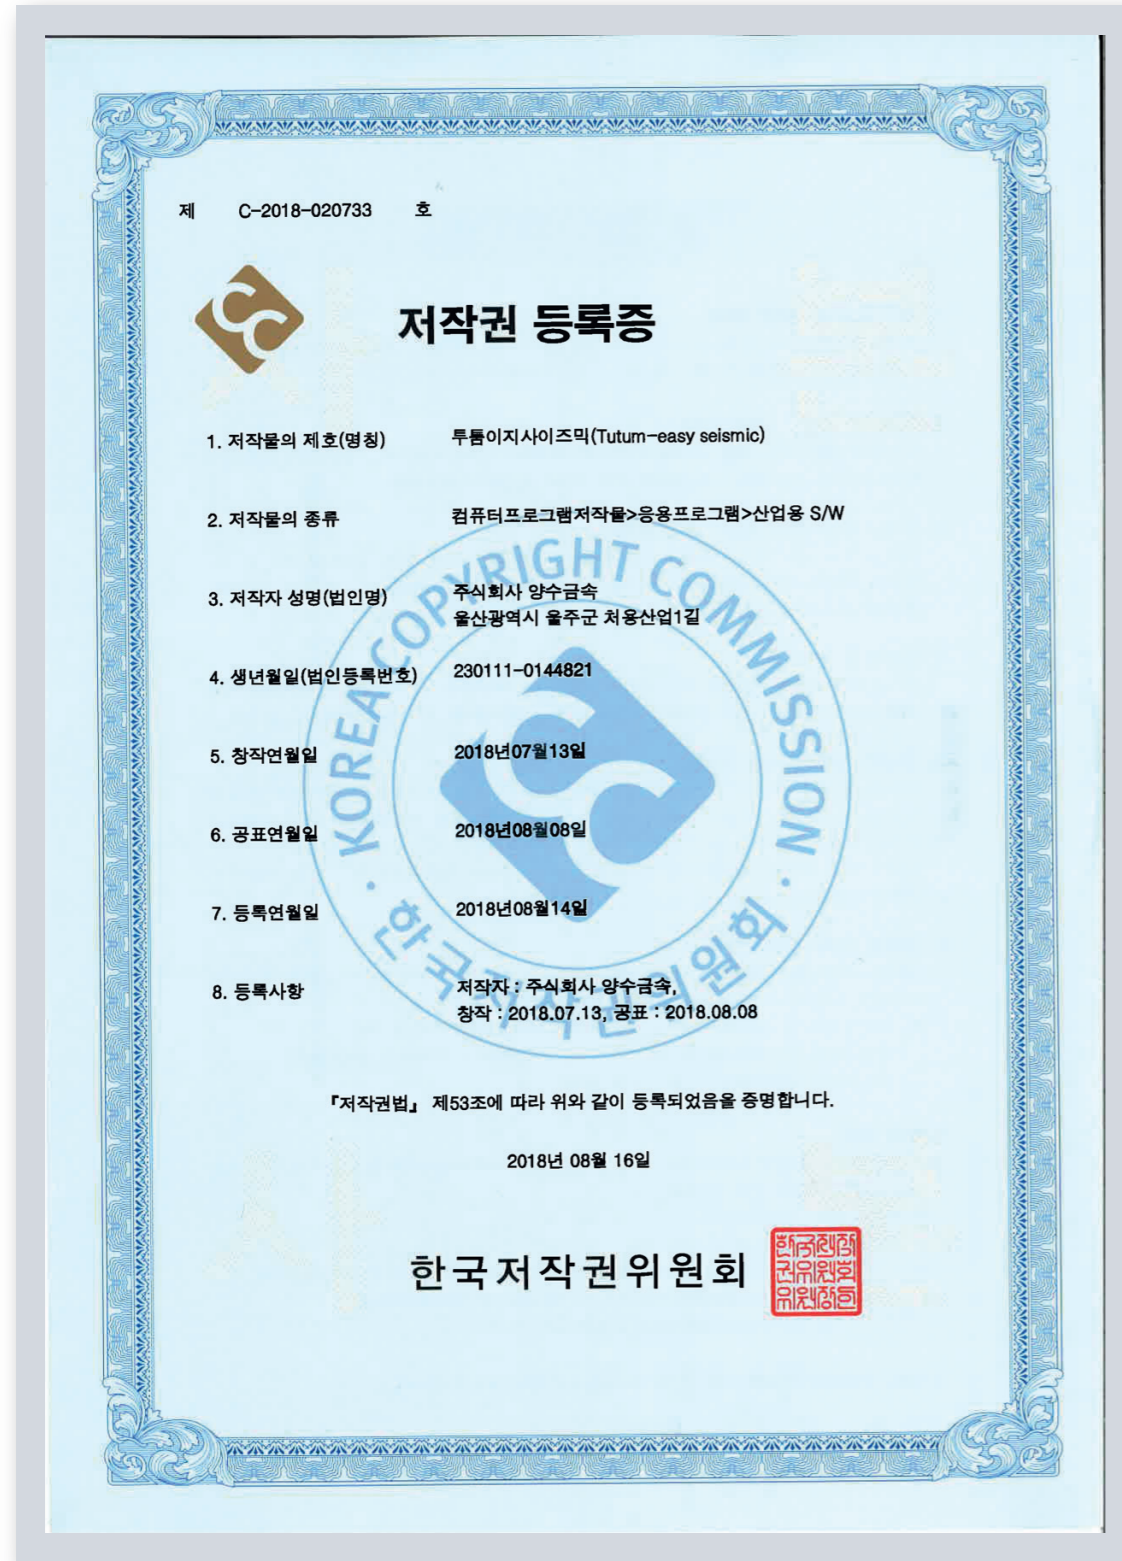 제 C-2018-020733 호
저작권 등록증
1. 저작물의 제호(명칭) 투툼이지사이즈믹(Tutum-easy seismic)
2. 저작물의 종류 컴퓨터프로그램저작물>응용프로그램>산업용 S/W
3. 저작자 성명(법인명) 주식회사 양수금속
울산광역시 울주군 처용산업1길
4. 생년월일(법인등록번호) 230111-0144821
5. 창작연월일 2018년07월13일
6. 공표연월일 2018년08월08일
7. 등록연월일 2018년08월14일
8. 등록사항 저작자 : 주식회사 양수금속,
창작 : 2018.07.13, 공표 : 2018.08.08
KOREA COPYRIGHT COMMISSION
한국저작권위원회
『저작권법』 제53조에 따라 위와 같이 등록되었음을 증명합니다.
2018년 08월 16일
한국저작권위원회